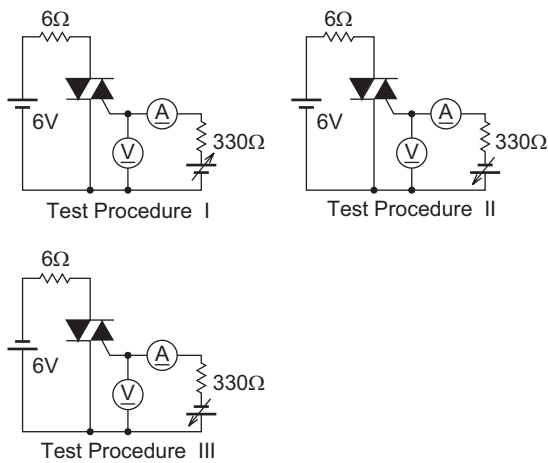 6Ω
6V
A
V
330Ω
Test Procedure I
6Ω
6V
A
V
330Ω
Test Procedure II
6Ω
6V
A
V
330Ω
Test Procedure III